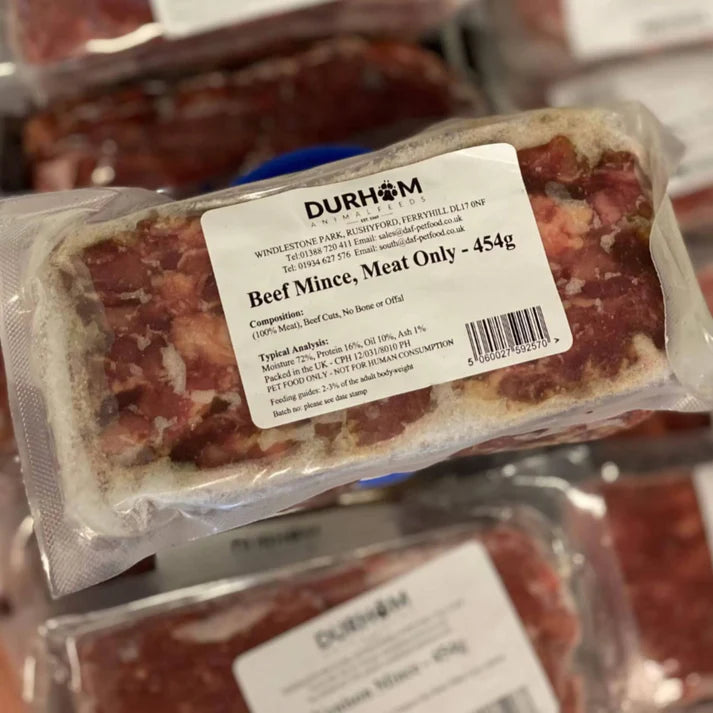 DURHAM
ANIMAL FEEDS
EST 1987
WINDLESTONE PARK, RUSHYFORD, FERRYHILL DL17 0NF
Tel:01388 720 411 Email: sales@daf-petfood.co.uk
Tel: 01934 627 576 Email: south@daf-petfood.co.uk
Beef Mince, Meat Only - 454g
Composition:
(100% Meat), Beef Cuts, No Bone or Offal
Typical Analysis:
Moisture 72%, Protein 16%, Oil 10%, Ash 1%
Packed in the UK - CPH 12/031/8010 PH
PET FOOD ONLY - NOT FOR HUMAN CONSUMPTION
Feeding guides: 2-3% of the adult bodyweight
Batch no: please see date stamp
5 060027 592570 >
DURHAM
Mince - 454g